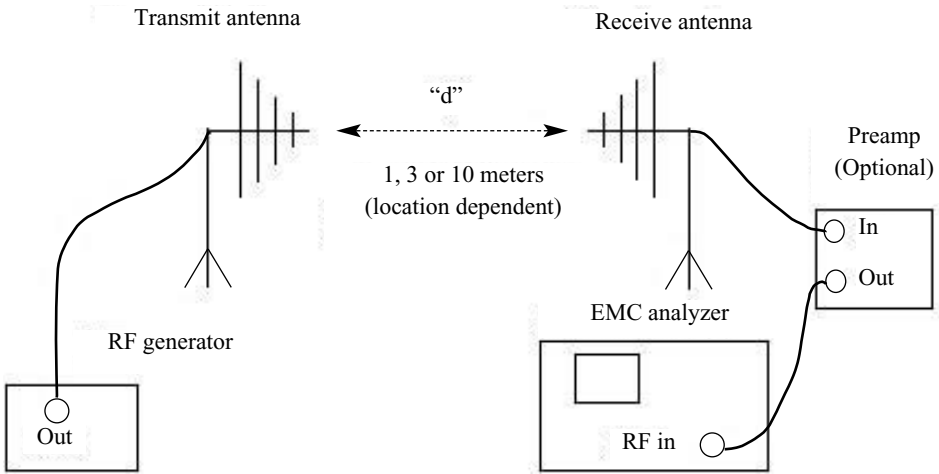 Transmit antenna
Receive antenna
“d”
1, 3 or 10 meters
(location dependent)
Preamp
(Optional)
In
Out
EMC analyzer
RF generator
Out
RF in